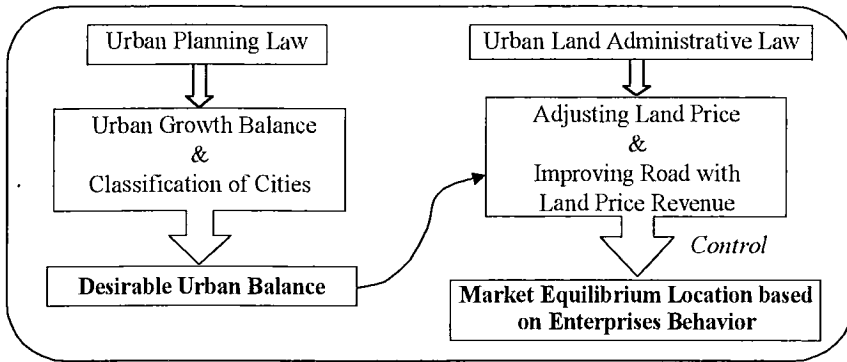 Urban Planning Law
Urban Growth Balance
&
Classification of Cities
Desirable Urban Balance
Urban Land Administrative Law
Adjusting Land Price
&
Improving Road with
Land Price Revenue
Control
Market Equilibrium Location based
on Enterprises Behavior